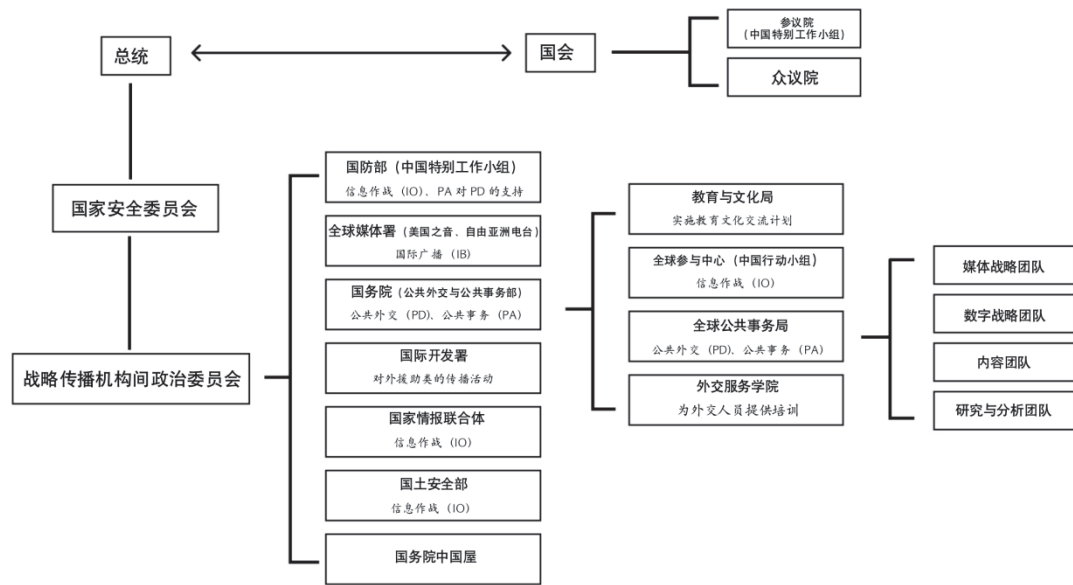 总统
国会
参议院
（中国特别工作小组）
众议院
国家安全委员会
战略传播机构间政治委员会
国防部（中国特别工作小组）
信息作战（IO）、PA 对 PD 的支持
全球媒体署（美国之音、自由亚洲电台）
国际广播（IB）
国务院（公共外交与公共事务部）
公共外交（PD）、公共事务（PA）
国际开发署
对外援助类的传播活动
国家情报联合体
信息作战（IO）
国土安全部
信息作战（IO）
国务院中国屋
教育与文化局
实施教育文化交流计划
全球参与中心（中国行动小组）
信息作战（IO）
全球公共事务局
公共外交（PD）、公共事务（PA）
外交服务学院
为外交人员提供培训
媒体战略团队
数字战略团队
内容团队
研究与分析团队